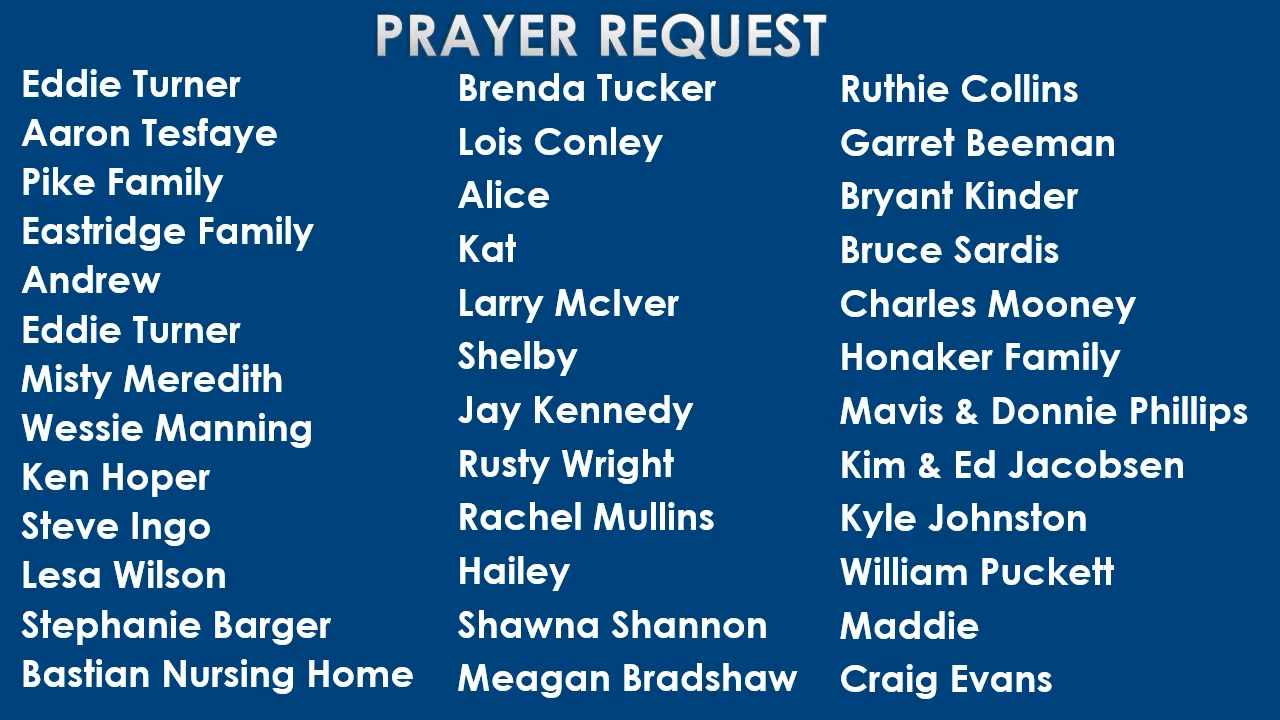 PRAYER REQUEST
Eddie Turner
Aaron Tesfaye
Pike Family
Eastridge Family
Andrew
Eddie Turner
Misty Meredith
Wessie Manning
Ken Hoper
Steve Ingo
Lesa Wilson
Stephanie Barger
Bastian Nursing Home
Brenda Tucker
Lois Conley
Alice
Kat
Larry McIver
Shelby
Jay Kennedy
Rusty Wright
Rachel Mullins
Hailey
Shawna Shannon
Meagan Bradshaw
Ruthie Collins
Garret Beeman
Bryant Kinder
Bruce Sardis
Charles Mooney
Honaker Family
Mavis & Donnie Phillips
Kim & Ed Jacobsen
Kyle Johnston
William Puckett
Maddie
Craig Evans